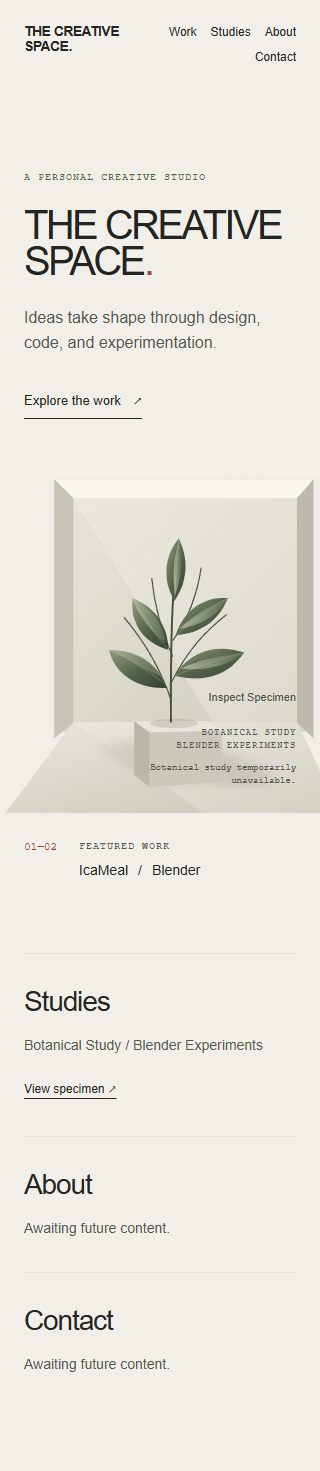 THE CREATIVE
SPACE.
Work Studies About
Contact
A PERSONAL CREATIVE STUDIO
THE CREATIVE
SPACE.
Ideas take shape through design,
code, and experimentation.
Explore the work ↗
Inspect Specimen
BOTANICAL STUDY
BLENDER EXPERIMENTS
Botanical study temporarily
unavailable.
01—02 FEATURED WORK
IcaMeal / Blender
Studies
Botanical Study / Blender Experiments
View specimen ↗
About
Awaiting future content.
Contact
Awaiting future content.